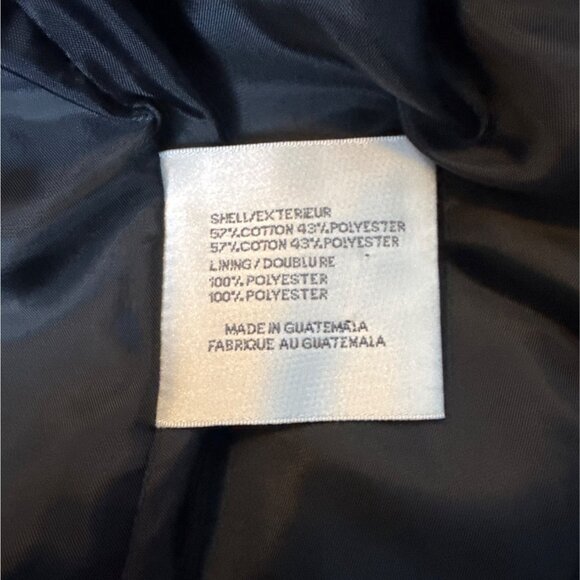 SHELL/EXTERIEUR
57%COTTON 43%POLYESTER
57%COTON 43%POLYESTER
LINING/DOUBLURE
100%POLYESTER
100%POLYESTER
MADE IN GUATEMALA
FABRIQUE AU GUATEMALA